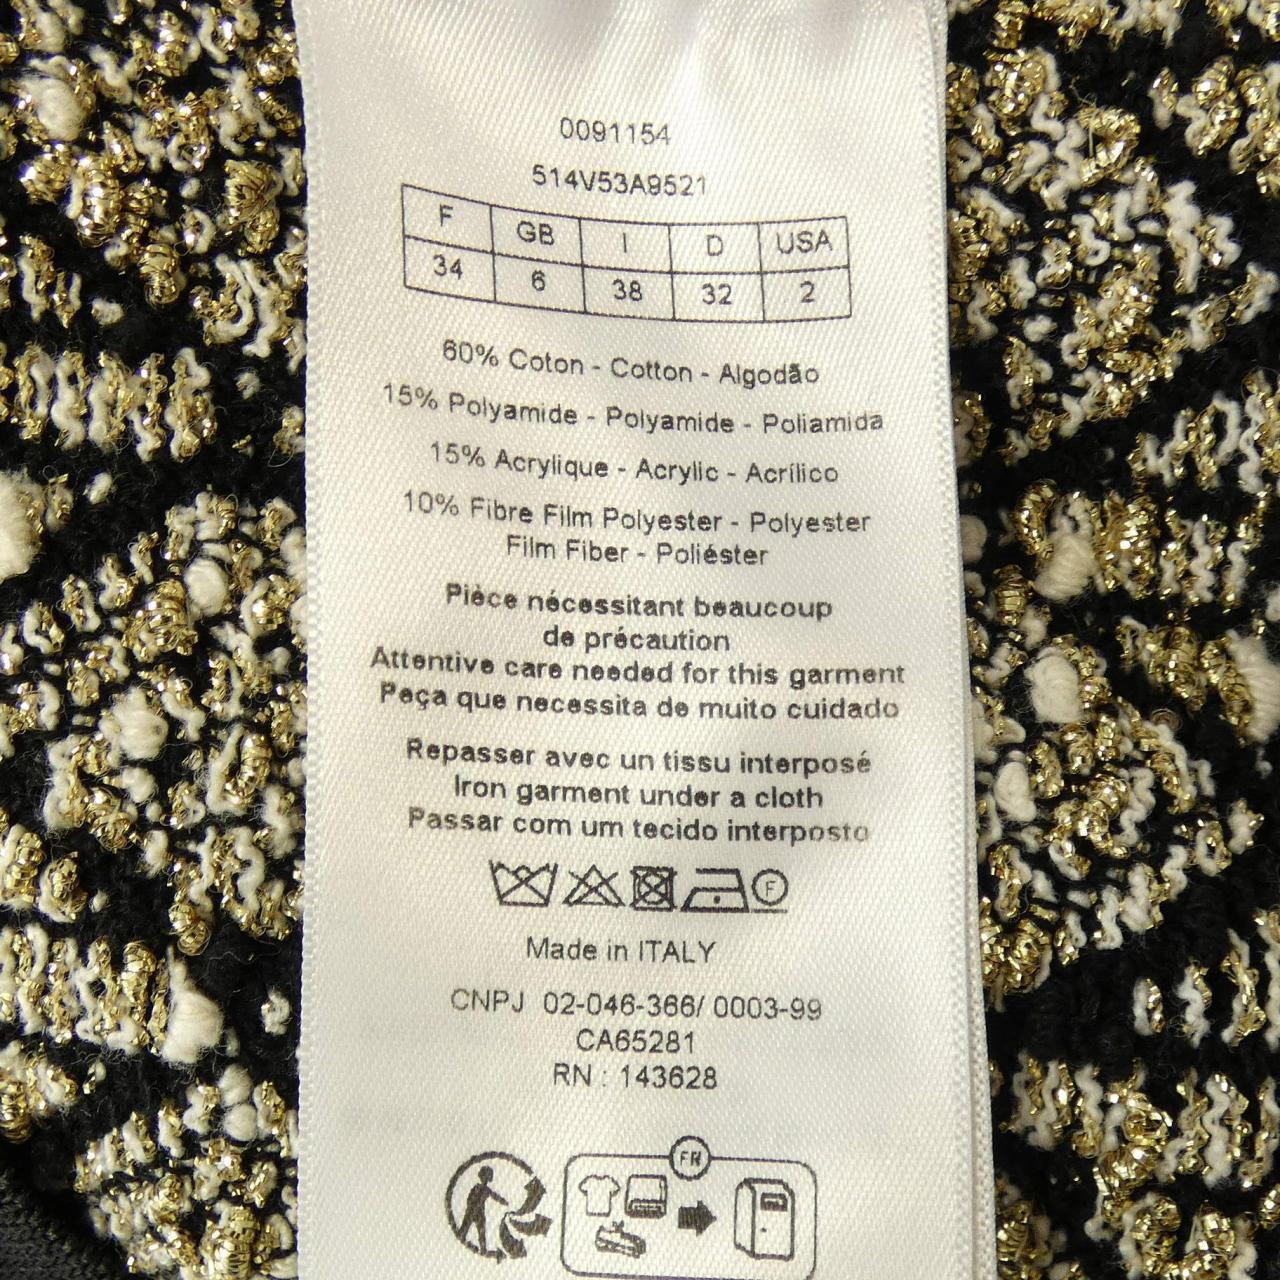 0091154
514V53A9521
F GB I D USA
34 6 38 32 2
60% Coton - Cotton - Algodão
15% Polyamide - Polyamide - Poliamida
15% Acrylique - Acrylic - Acrílico
10% Fibre Film Polyester - Polyester
Film Fiber - Poliéster
Pièce nécessitant beaucoup
de précaution
Attentive care needed for this garment
Peça que necessita de muito cuidado
Repasser avec un tissu interposé
Iron garment under a cloth
Passar com um tecido interposto
F
Made in ITALY
CNPJ 02-046-366/ 0003-99
CA65281
RN : 143628
FR